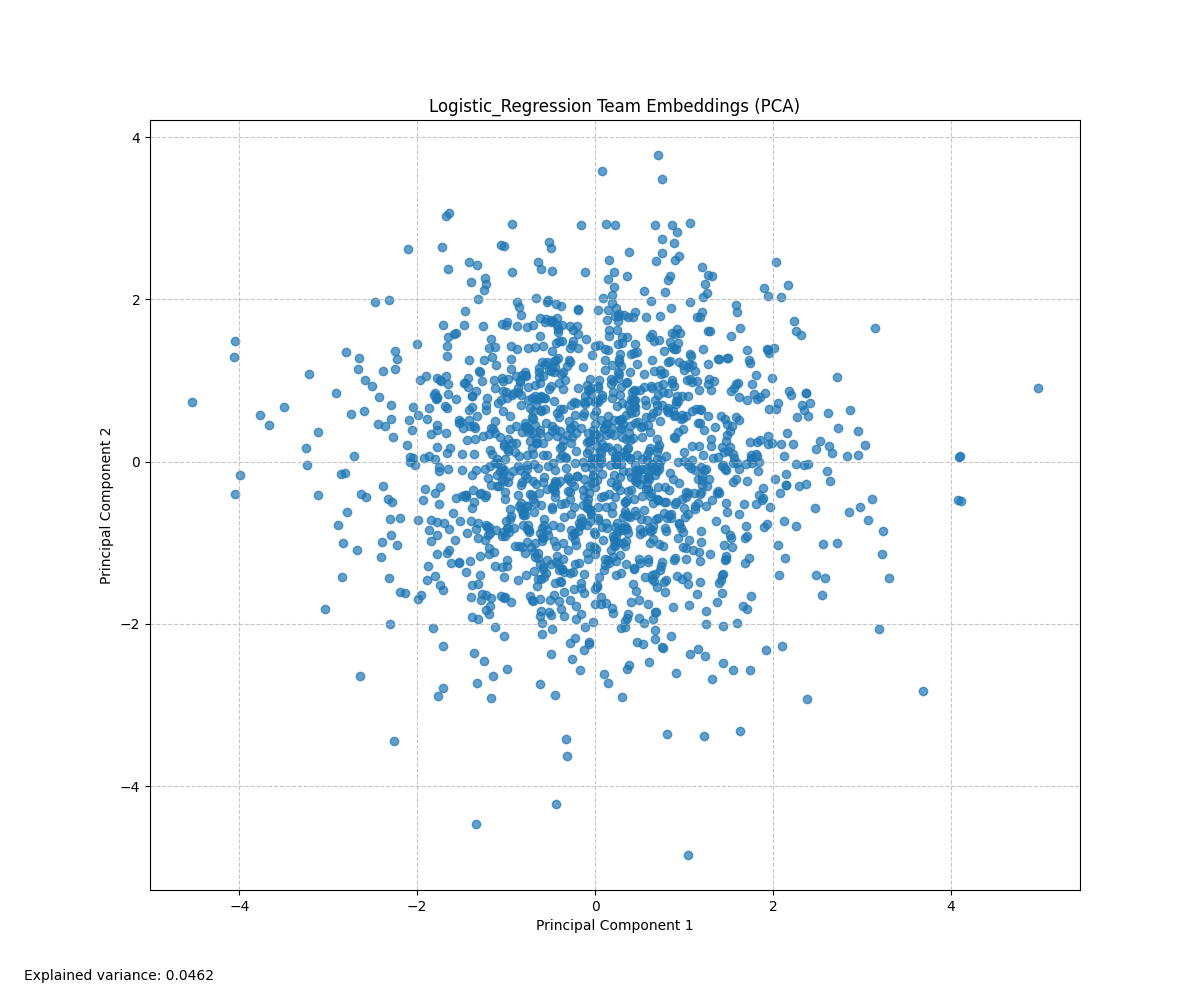 Logistic_Regression Team Embeddings (PCA)
4
2
0
−2
−4
Principal Component 2
−4
−2
0
2
4
Principal Component 1
Explained variance: 0.0462